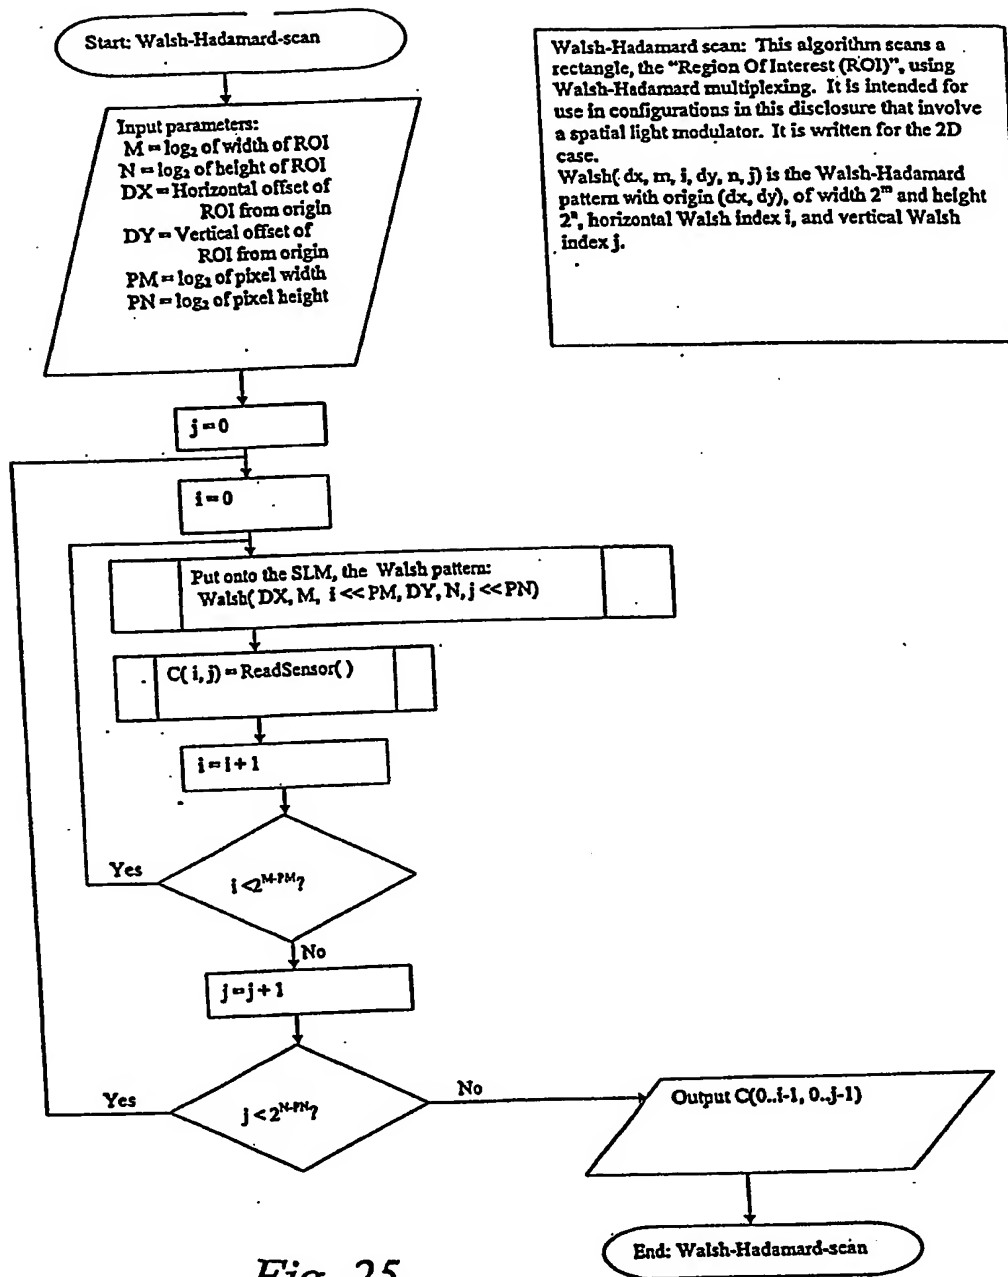 Start: Walsh-Hadamard-scan
Input parameters:
M = log₂ of width of ROI
N = log₂ of height of ROI
DX = Horizontal offset of
ROI from origin
DY = Vertical offset of
ROI from origin
PM = log₂ of pixel width
PN = log₂ of pixel height
Walsh-Hadamard scan: This algorithm scans a
rectangle, the "Region Of Interest (ROI)", using
Walsh-Hadamard multiplexing. It is intended for
use in configurations in this disclosure that involve
a spatial light modulator. It is written for the 2D
case.
Walsh( dx, m, i, dy, n, j) is the Walsh-Hadamard
pattern with origin (dx, dy), of width 2ᵐ and height
2ⁿ, horizontal Walsh index i, and vertical Walsh
index j.
j = 0
i = 0
Put onto the SLM, the Walsh pattern:
Walsh( DX, M, i << PM, DY, N, j << PN)
C( i, j) = ReadSensor( )
i = i + 1
Yes
i < 2^M-PM?
No
j = j + 1
Yes
j < 2^N-PN?
No
Output C(0..i-1, 0..j-1)
End: Walsh-Hadamard-scan
Fig. 25